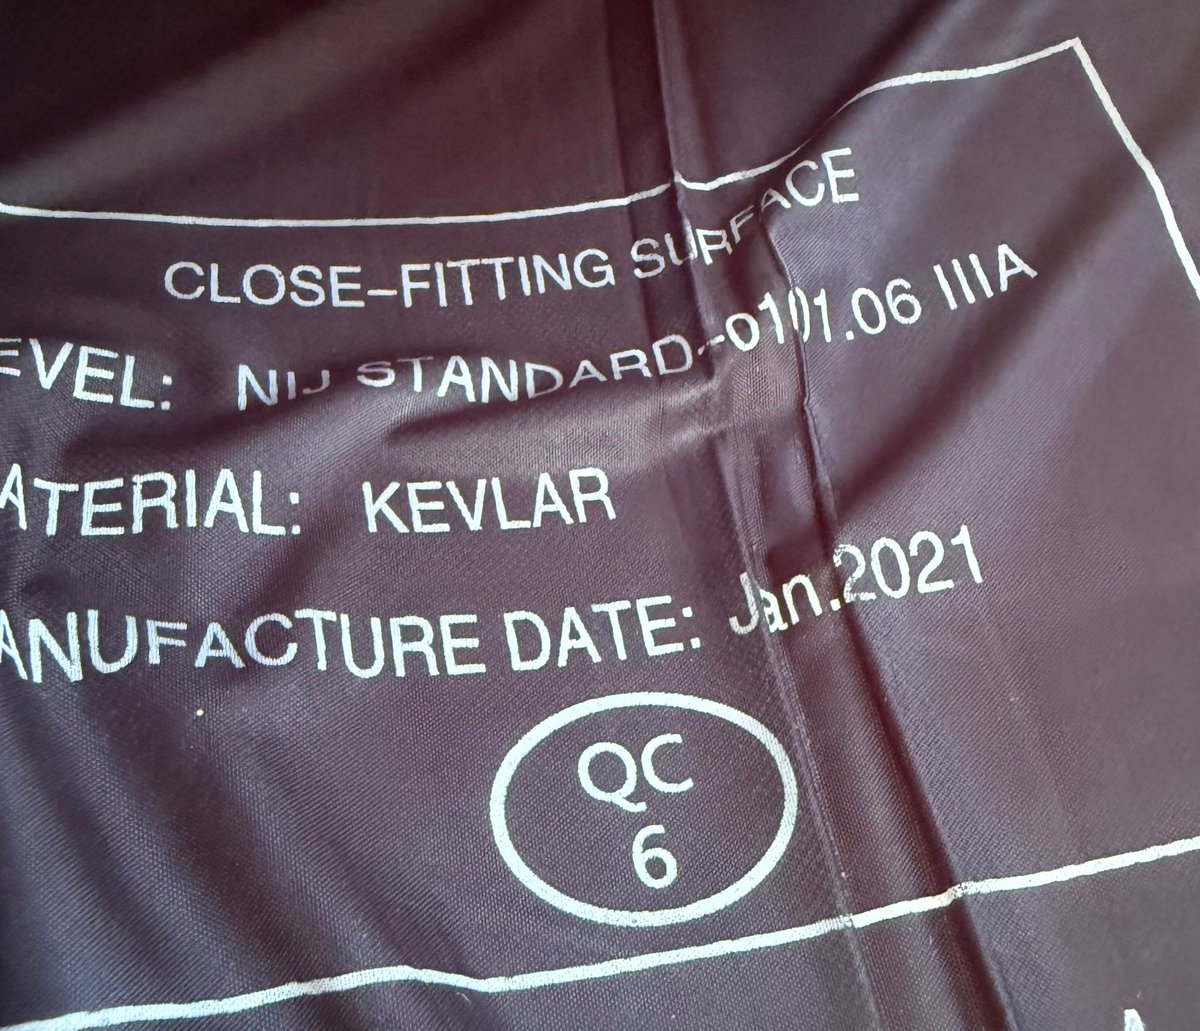 CLOSE-FITTING SURFACE
EVEL: NIJ STANDARD-0101.06 IIIA
ATERIAL: KEVLAR
ANUFACTURE DATE: Jan.2021
QC
6